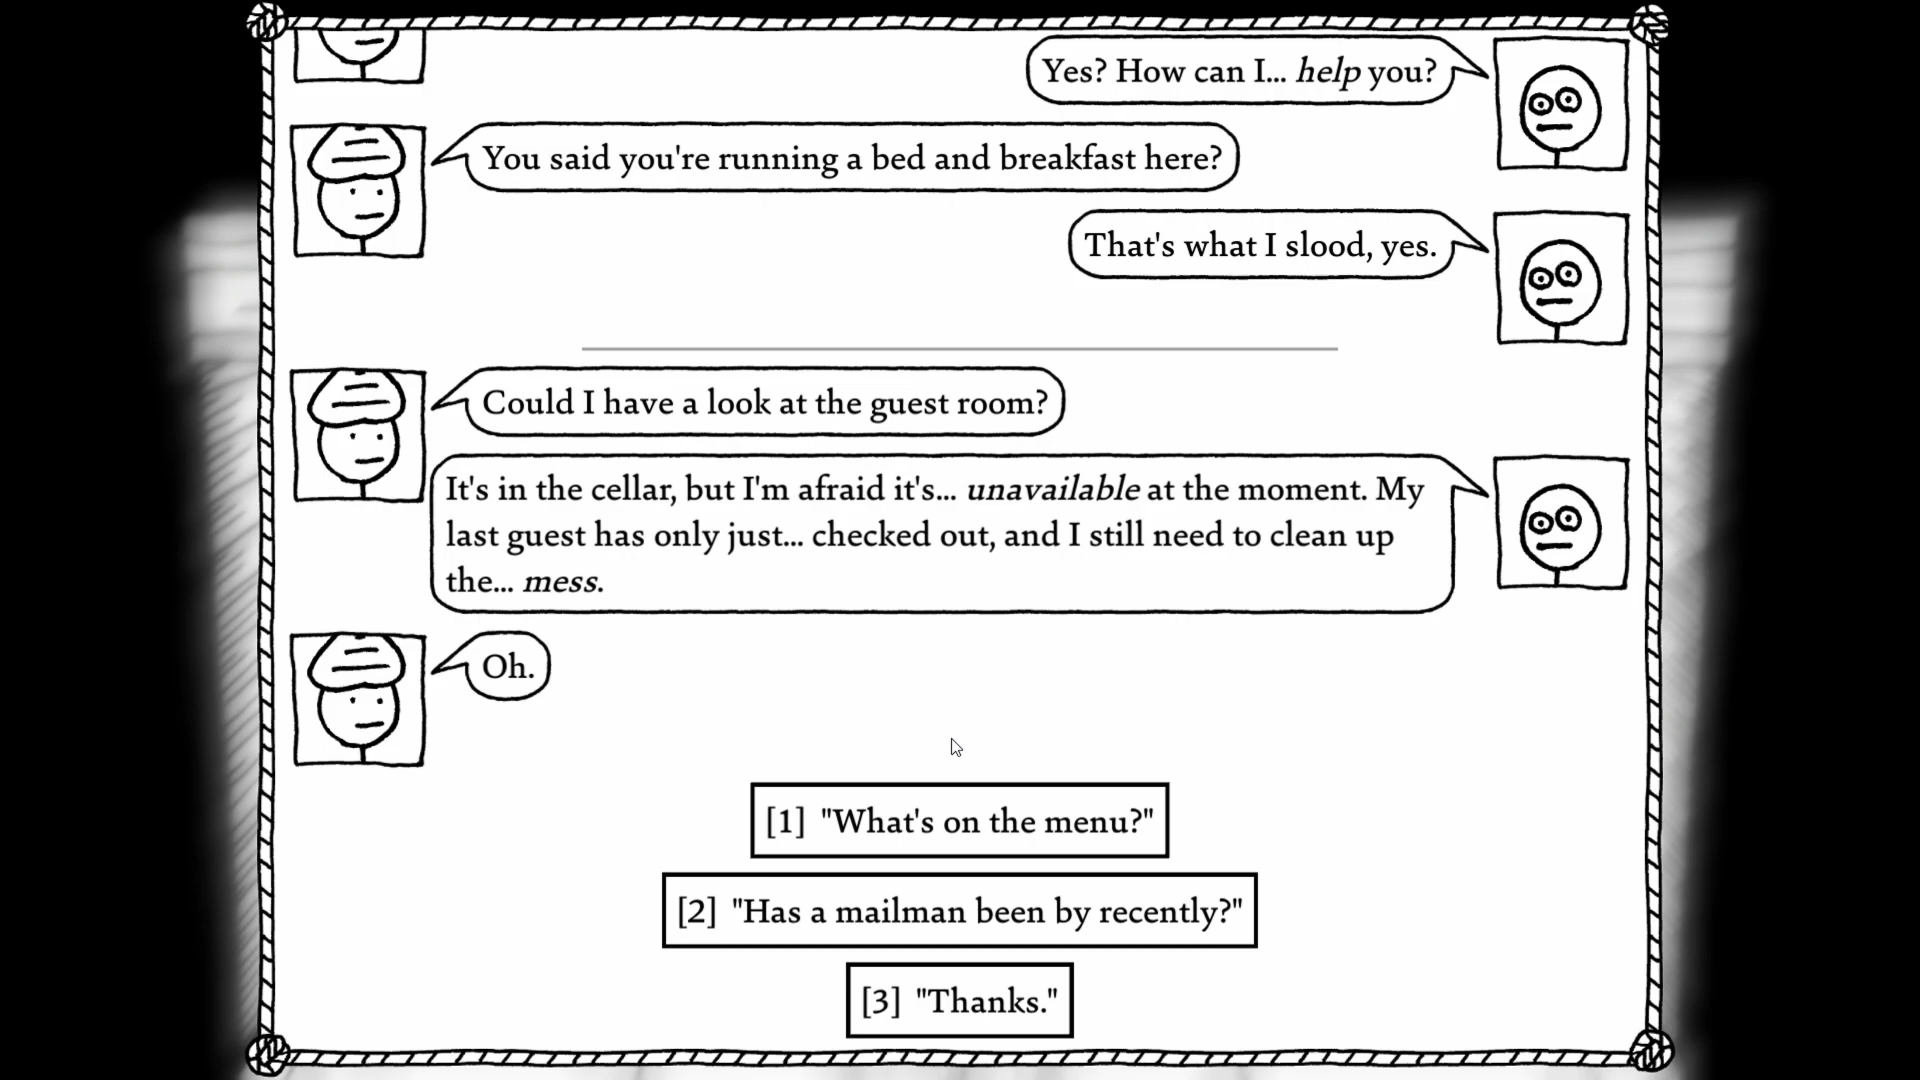 Yes? How can I... help you?
You said you're running a bed and breakfast here?
That's what I slood, yes.
Could I have a look at the guest room?
It's in the cellar, but I'm afraid it's... unavailable at the moment. My
last guest has only just... checked out, and I still need to clean up
the... mess.
Oh.
[1] "What's on the menu?"
[2] "Has a mailman been by recently?"
[3] "Thanks."